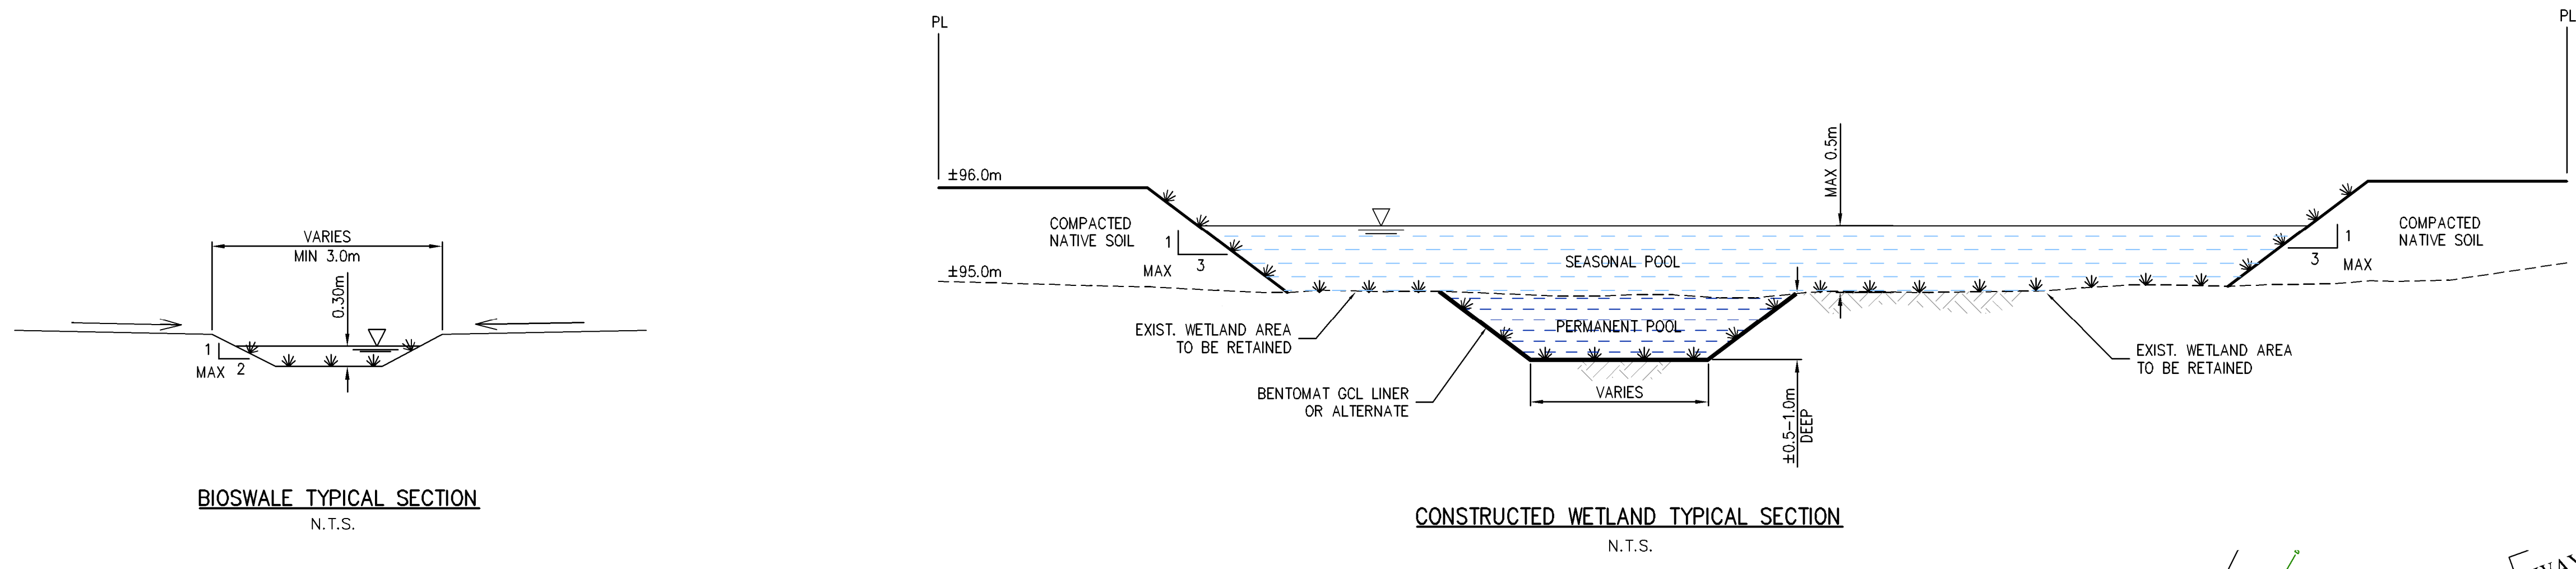 VARIES
MIN 3.0m
0.30m
1
MAX 2
BIOSWALE TYPICAL SECTION
N.T.S.
PL
PL
±96.0m
COMPACTED
NATIVE SOIL
1
MAX 3
±95.0m
MAX 0.5m
SEASONAL POOL
COMPACTED
NATIVE SOIL
1
3 MAX
EXIST. WETLAND AREA
TO BE RETAINED
PERMANENT POOL
EXIST. WETLAND AREA
TO BE RETAINED
BENTOMAT GCL LINER
OR ALTERNATE
VARIES
±0.5-1.0m
DEEP
CONSTRUCTED WETLAND TYPICAL SECTION
N.T.S.